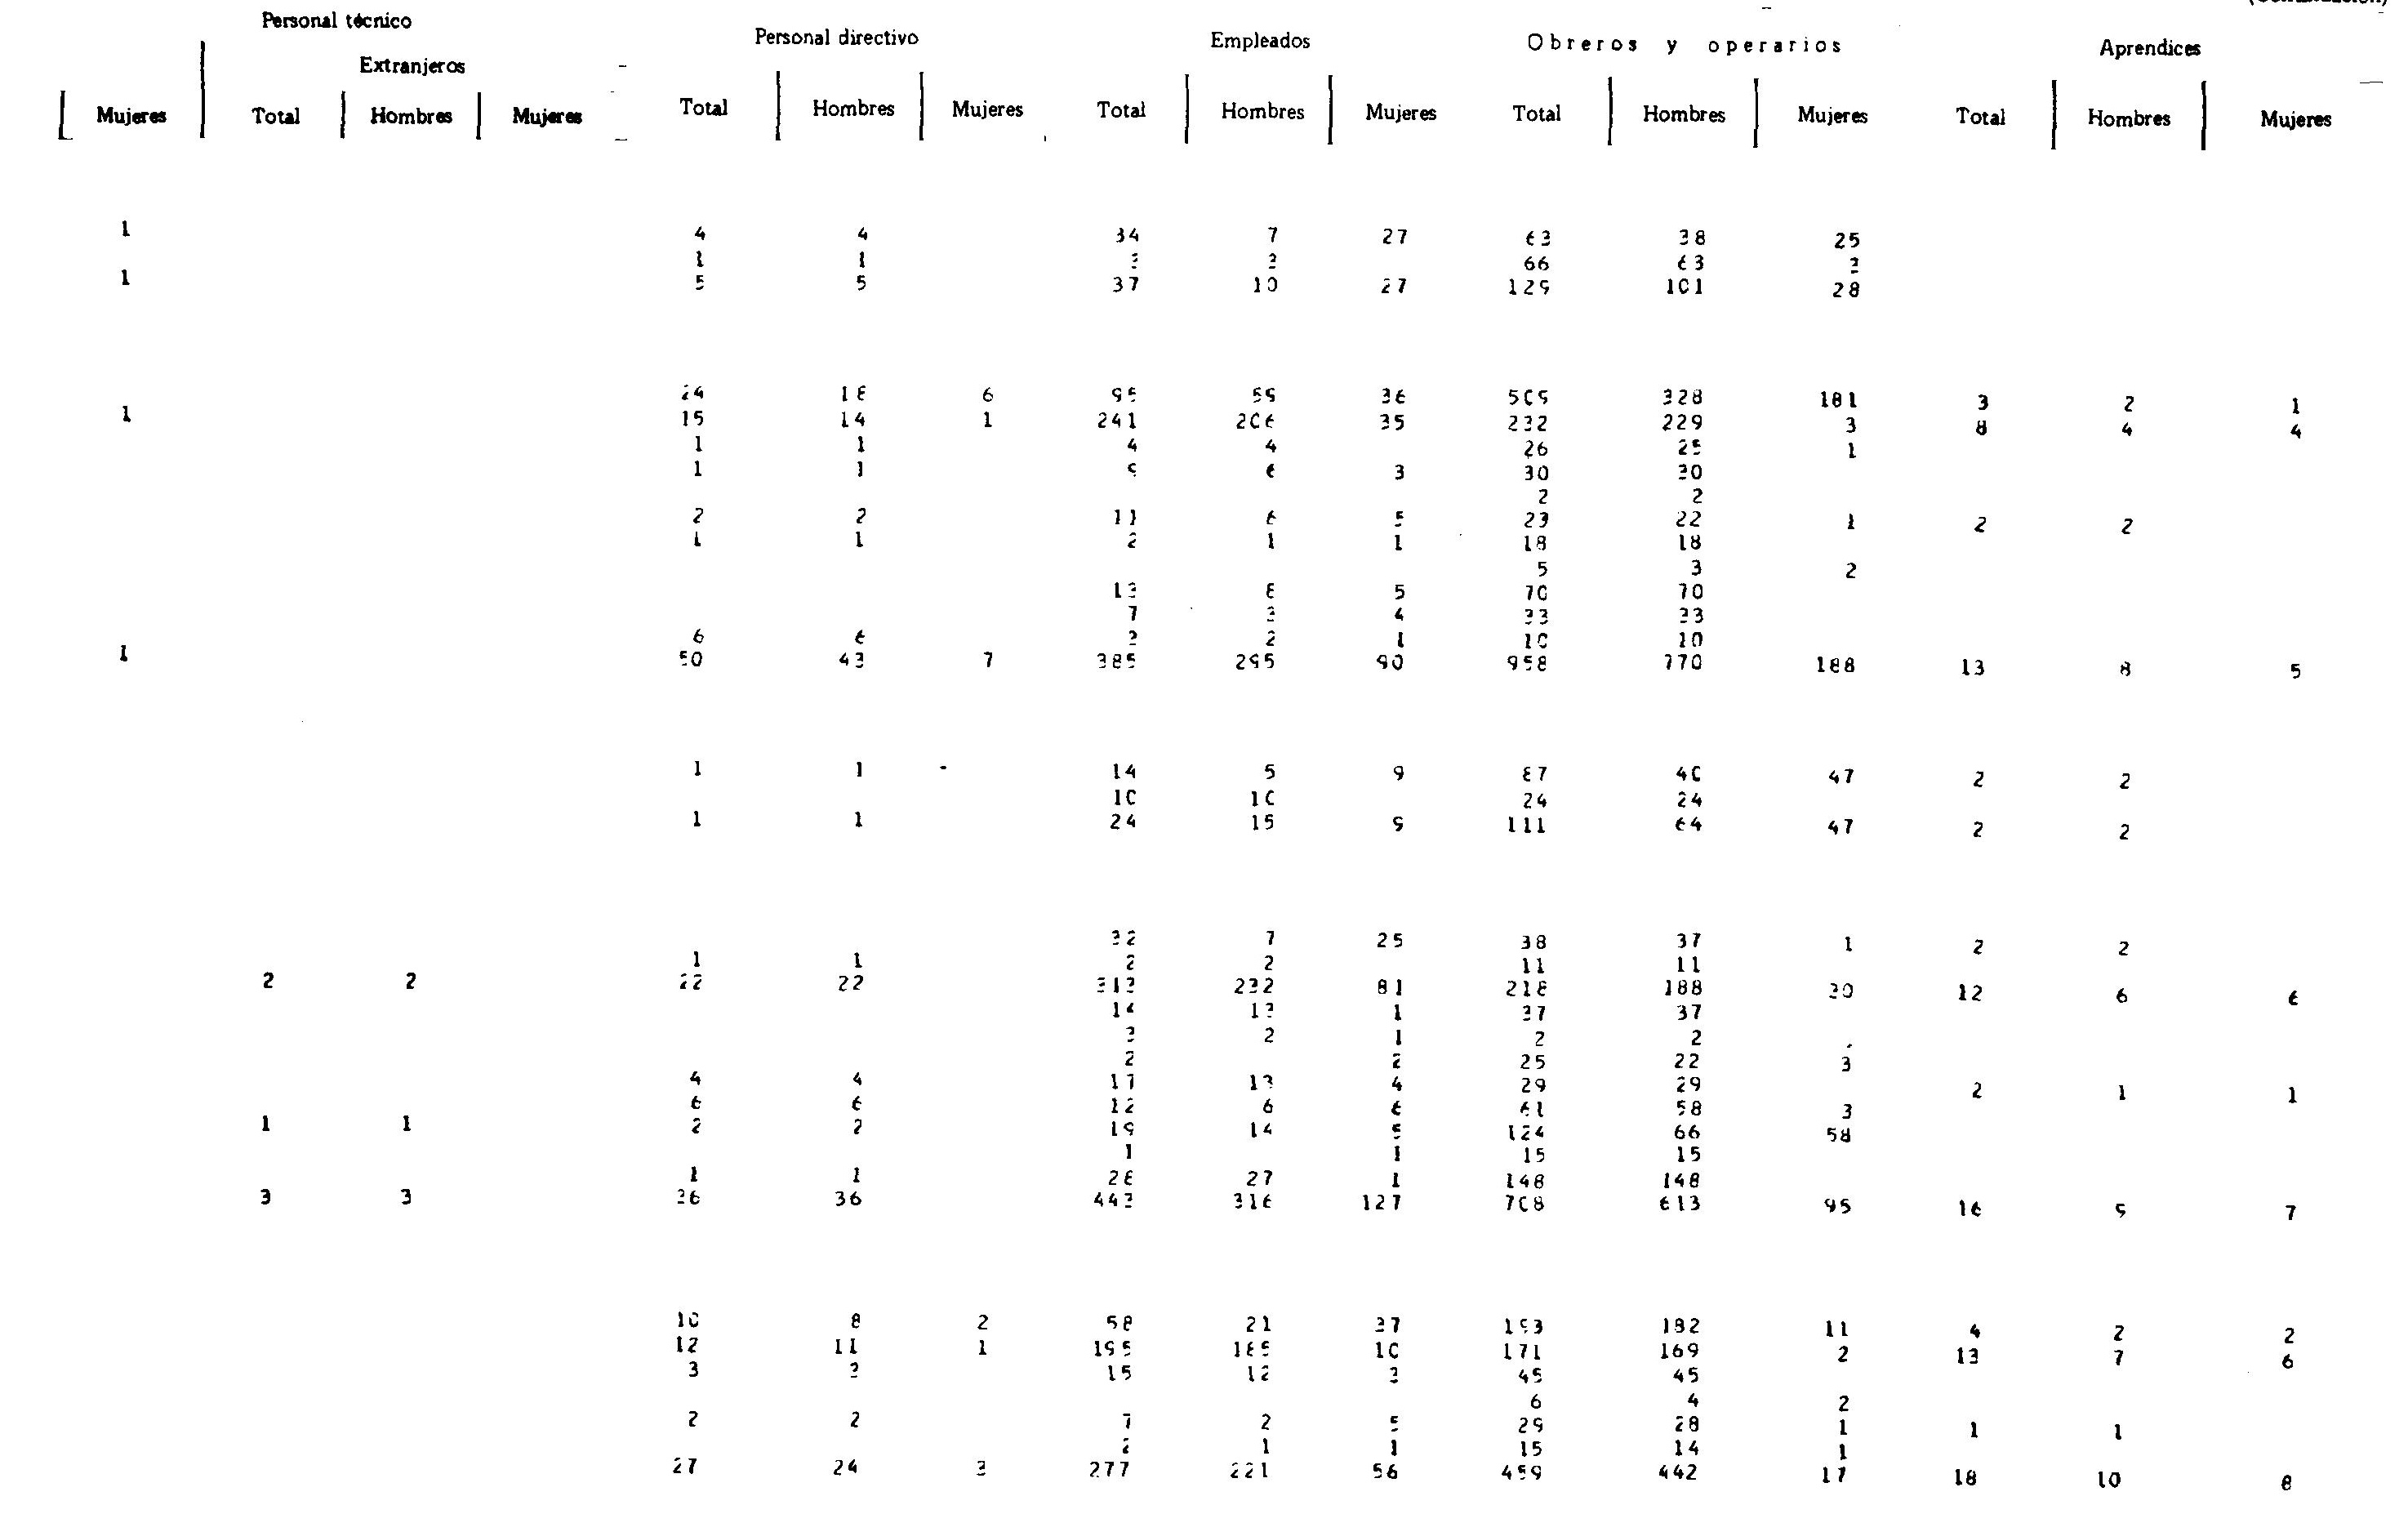 Personal técnico
Personal directivo Empleados Obreros y operarios Aprendices
Extranjeros
Mujeres Total Hombres Mujeres Total Hombres Mujeres Total Hombres Mujeres Total Hombres Mujeres Total Hombres Mujeres
1 4 4 34 7 27 63 38 25
1 1 3 3 66 63 3
1 5 5 37 10 27 129 101 28
24 18 6 95 59 36 509 328 181 3 2 1
1 15 14 1 241 206 35 232 229 3 8 4 4
1 1 4 4 26 25 1
1 1 9 6 3 30 30
2 2
2 2 11 6 5 23 22 1 2 2
1 1 2 1 1 18 18
5 3 2
13 8 5 70 70
7 3 4 33 33
6 6 3 2 1 10 10
1 50 43 7 385 295 90 958 770 188 13 8 5
1 1 14 5 9 87 40 47 2 2
10 10 24 24
1 1 24 15 9 111 64 47 2 2
32 7 25 38 37 1 2 2
1 1 2 2 11 11
2 2 22 22 313 232 81 218 188 30 12 6 6
14 13 1 37 37
3 2 1 2 2
2 2 25 22 3
4 4 17 13 4 29 29 2 1 1
6 6 12 6 6 61 58 3
1 1 2 2 19 14 5 124 66 58
1 1 15 15
1 1 28 27 1 148 148
3 3 36 36 443 316 127 708 613 95 16 9 7
10 8 2 58 21 37 193 182 11 4 2 2
12 11 1 195 185 10 171 169 2 13 7 6
3 3 15 12 3 45 45
6 4 2
2 2 7 2 5 29 28 1 1 1
2 1 1 15 14 1
27 24 3 277 221 56 459 442 17 18 10 8